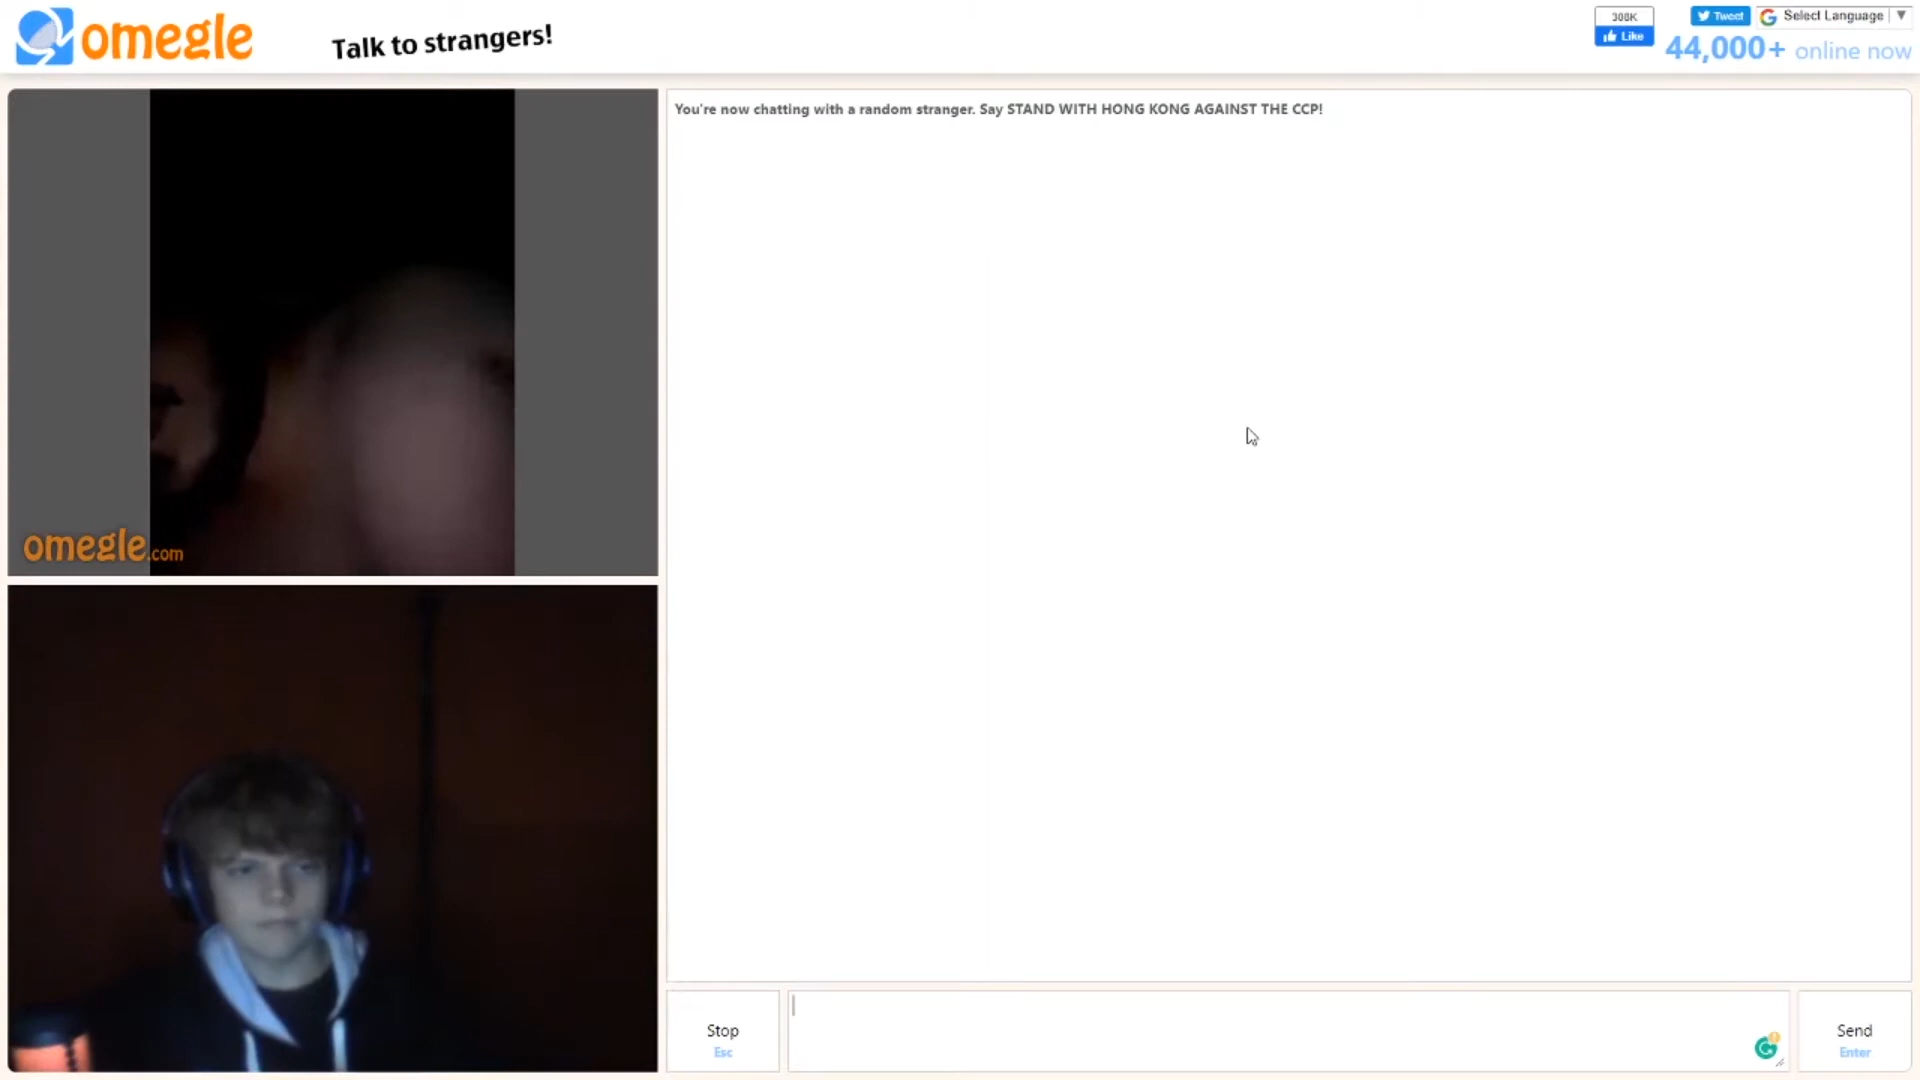 omegle
Talk to strangers!
308K
Like
Tweet
Select Language
44,000+ online now
You're now chatting with a random stranger. Say STAND WITH HONG KONG AGAINST THE CCP!
omegle.com
Stop
Esc
Send
Enter